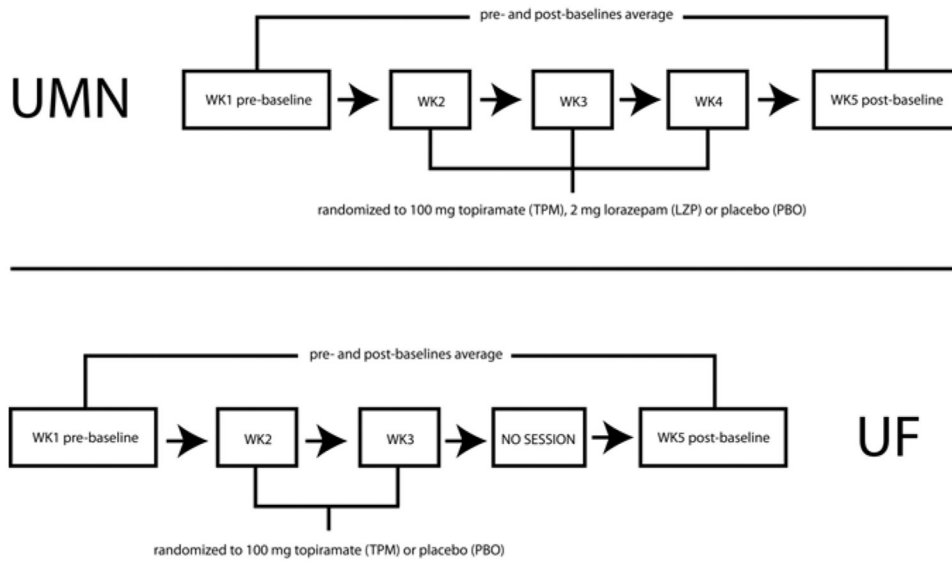 pre- and post-baselines average
UMN
WK1 pre-baseline
WK2
WK3
WK4
WK5 post-baseline
randomized to 100 mg topiramate (TPM), 2 mg lorazepam (LZP) or placebo (PBO)
pre- and post-baselines average
WK1 pre-baseline
WK2
WK3
NO SESSION
WK5 post-baseline
UF
randomized to 100 mg topiramate (TPM) or placebo (PBO)